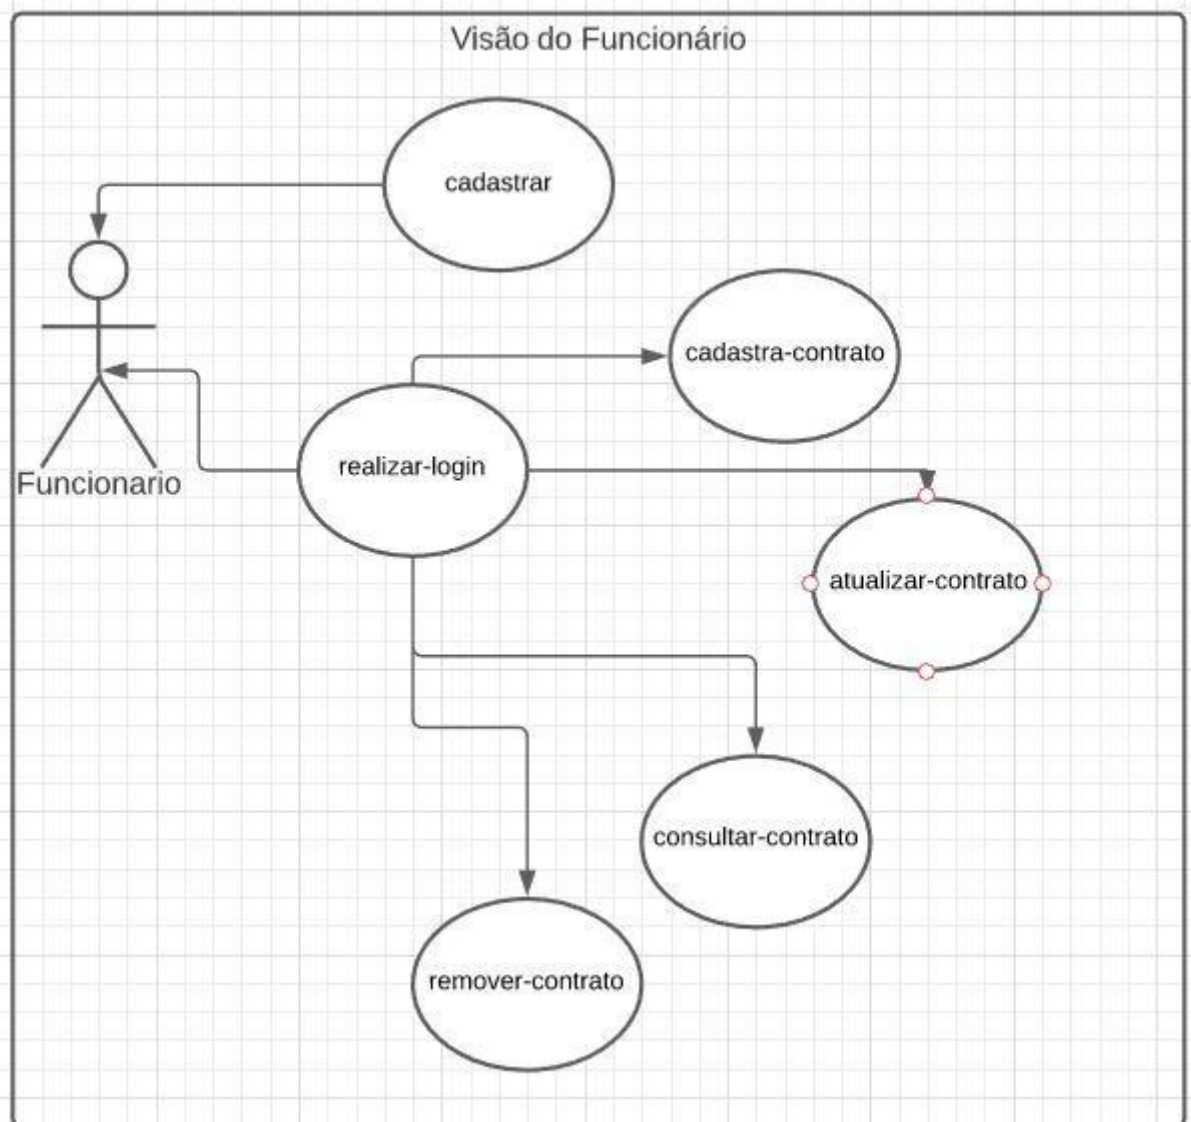 Visão do Funcionário
cadastrar
cadastra-contrato
realizar-login
Funcionario
atualizar-contrato
consultar-contrato
remover-contrato